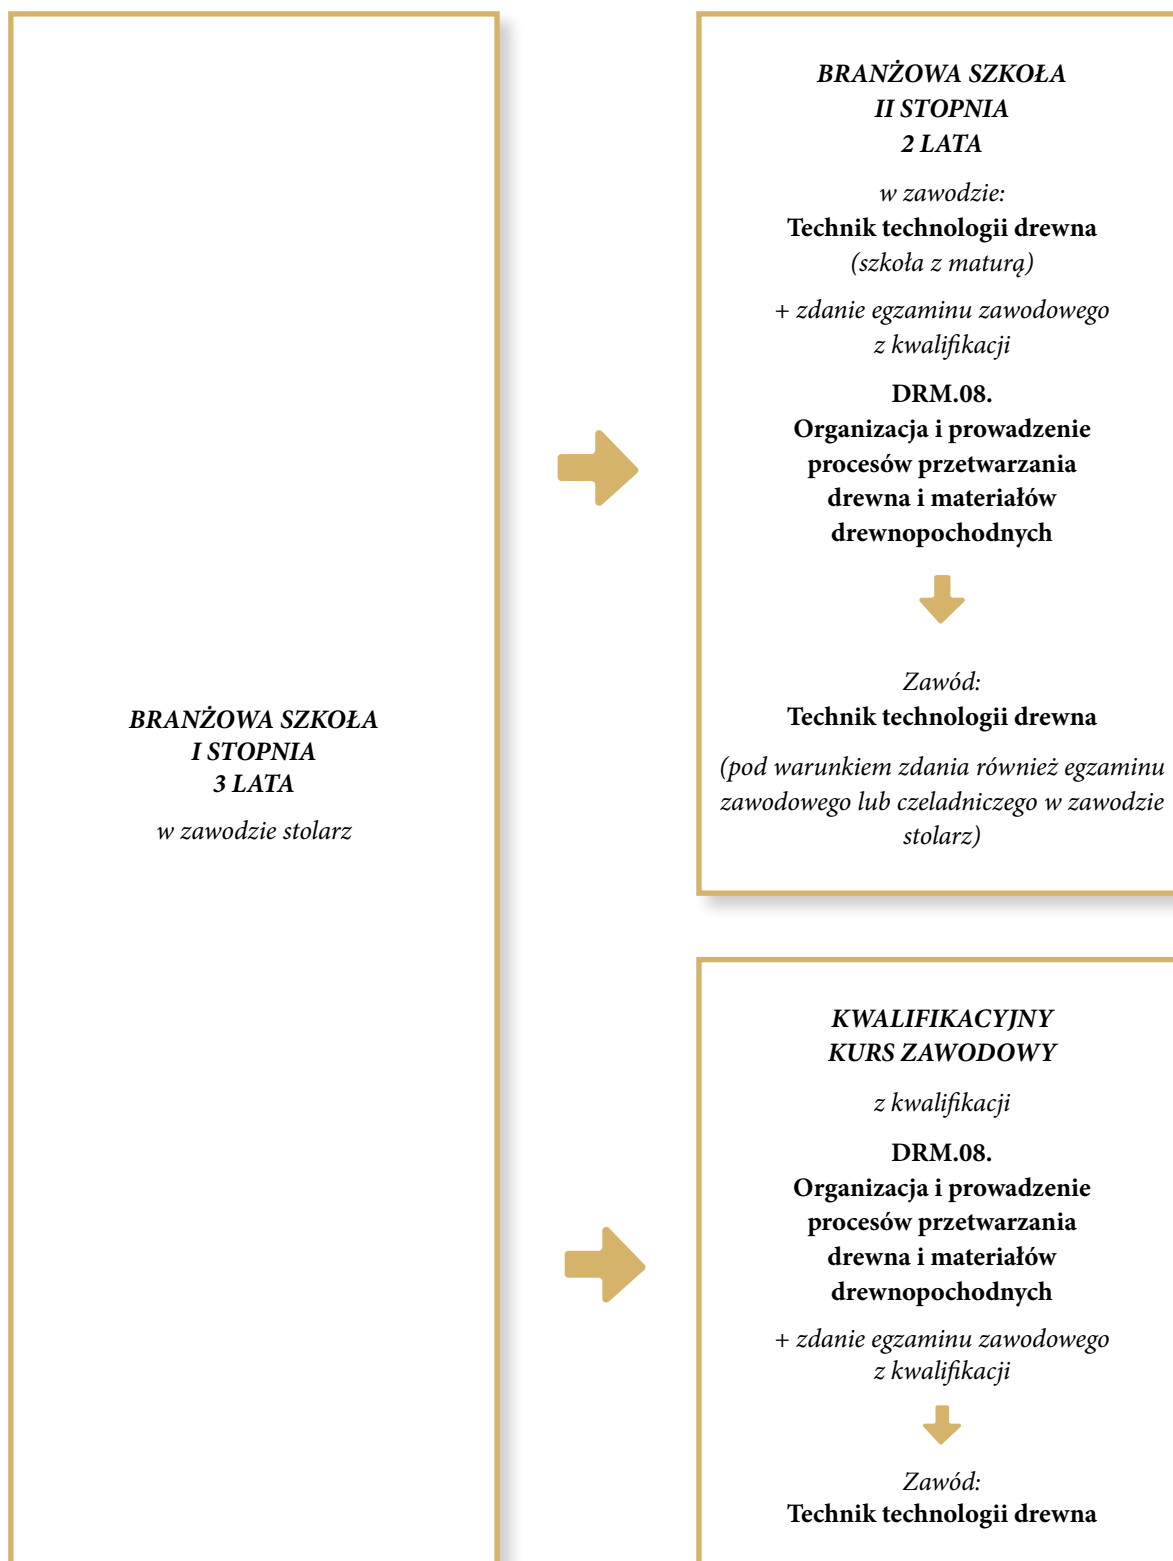 BRANŻOWA SZKOŁA
I STOPNIA
3 LATA
w zawodzie stolarz
BRANŻOWA SZKOŁA
II STOPNIA
2 LATA
w zawodzie:
Technik technologii drewna
(szkoła z maturą)
+ zdanie egzaminu zawodowego
z kwalifikacji
DRM.08.
Organizacja i prowadzenie
procesów przetwarzania
drewna i materiałów
drewnopochodnych
Zawód:
Technik technologii drewna
(pod warunkiem zdania również egzaminu
zawodowego lub czeladniczego w zawodzie
stolarz)
KWALIFIKACYJNY
KURS ZAWODOWY
z kwalifikacji
DRM.08.
Organizacja i prowadzenie
procesów przetwarzania
drewna i materiałów
drewnopochodnych
+ zdanie egzaminu zawodowego
z kwalifikacji
Zawód:
Technik technologii drewna